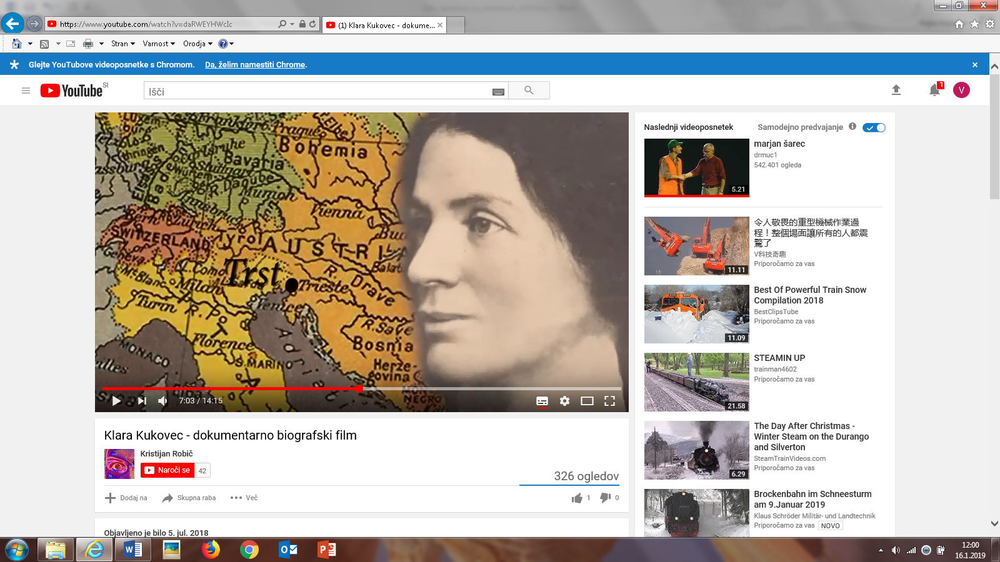 https://www.youtube.com/watch?v=daRWEYHWcIc
(1) Klara Kukovec - dokume...
Stran
Varnost
Orodja
Glejte YouTubove videoposnetke s Chromom. Da, želim namestiti Chrome.
YouTube SI
Išči
1
V
Bohemia
Bavaria
Vienna
SWITZERLAND
Tyrol
AUSTRI
Trst
Trieste
Como
Milan
Drave
Turin
Florence
R. Save
Bosnia
MONACO
S. MARINO
Herze-
govina
NEGRO
7:03 / 14:15
Klara Kukovec - dokumentarno biografski film
Kristijan Robič
Naroči se 42
326 ogledov
Dodaj na
Skupna raba
Več
1
0
Objavljeno je bilo 5. jul. 2018
Naslednji videoposnetek
Samodejno predvajanje
marjan šarec
drmuc1
542.401 ogleda
5.21
令人敬畏的重型機械作業過
程！整個場面讓所有的人都震
驚了
V科技奇趣
Priporočamo za vas
11.11
Best Of Powerful Train Snow
Compilation 2018
BestClipsTube
Priporočamo za vas
11.09
STEAMIN UP
trainman4602
Priporočamo za vas
21.58
The Day After Christmas -
Winter Steam on the Durango
and Silverton
SteamTrainVideos.com
Priporočamo za vas
6.29
Brockenbahn im Schneesturm
am 9.Januar 2019
Klaus Schröder Militär- und Landtechnik
Priporočamo za vas NOVO
12:00
16.1.2019